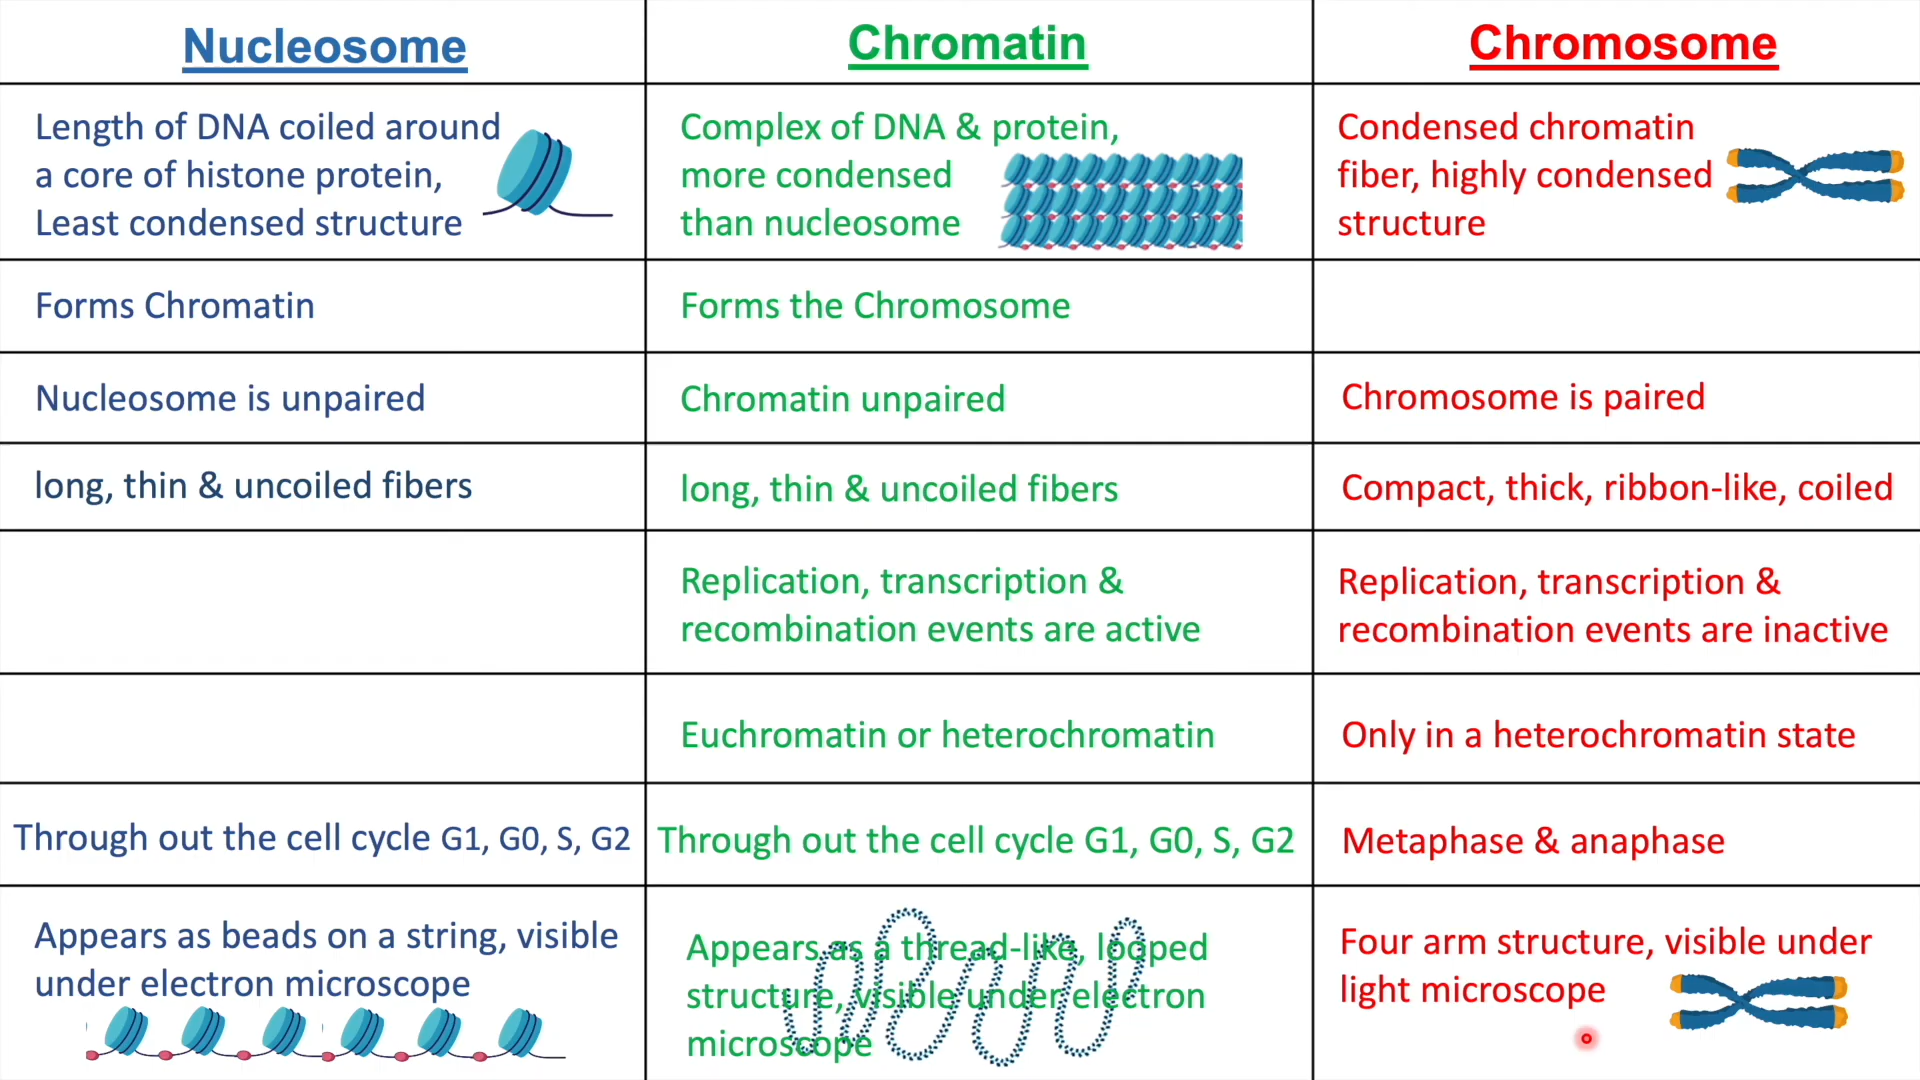 Nucleosome
Chromatin
Chromosome
Length of DNA coiled around
a core of histone protein,
Least condensed structure
Complex of DNA & protein,
more condensed
than nucleosome
Condensed chromatin
fiber, highly condensed
structure
Forms Chromatin
Forms the Chromosome
Nucleosome is unpaired
Chromatin unpaired
Chromosome is paired
long, thin & uncoiled fibers
long, thin & uncoiled fibers
Compact, thick, ribbon-like, coiled
Replication, transcription &
recombination events are active
Replication, transcription &
recombination events are inactive
Euchromatin or heterochromatin
Only in a heterochromatin state
Through out the cell cycle G1, G0, S, G2
Through out the cell cycle G1, G0, S, G2
Metaphase & anaphase
Appears as beads on a string, visible
under electron microscope
Appears as a thread-like, looped
structure, visible under electron
microscope
Four arm structure, visible under
light microscope